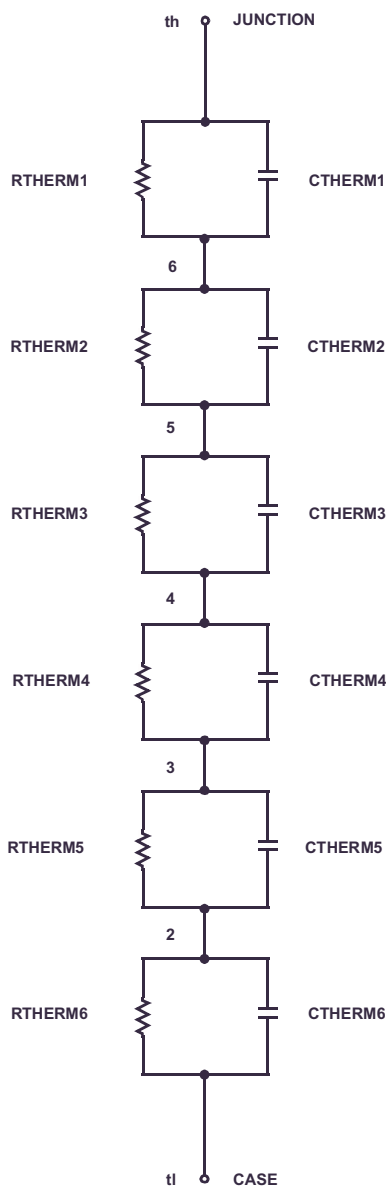 th JUNCTION
RTHERM1 CTHERM1
6
RTHERM2 CTHERM2
5
RTHERM3 CTHERM3
4
RTHERM4 CTHERM4
3
RTHERM5 CTHERM5
2
RTHERM6 CTHERM6
tl CASE